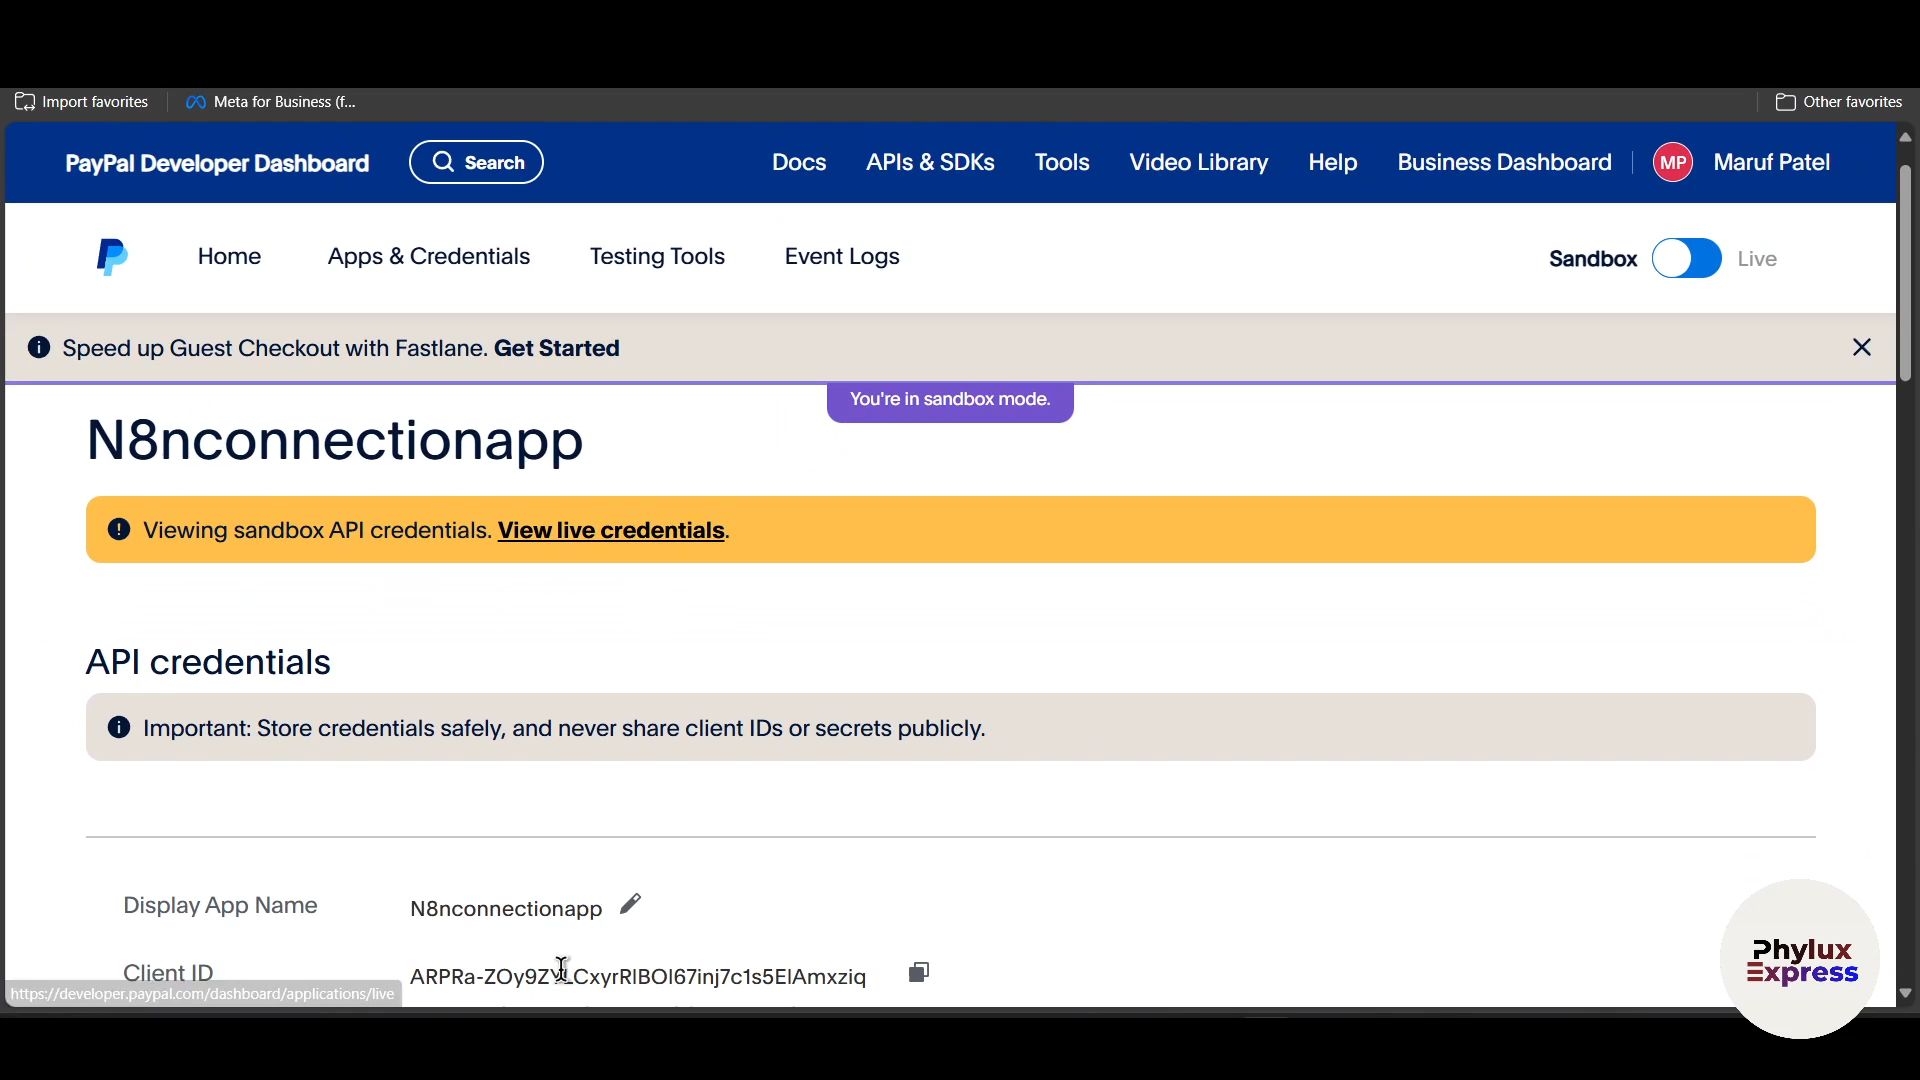 Import favorites
Meta for Business (f...
Other favorites
PayPal Developer Dashboard
Search
Docs
APIs & SDKs
Tools
Video Library
Help
Business Dashboard
MP
Maruf Patel
Home
Apps & Credentials
Testing Tools
Event Logs
Sandbox
Live
Speed up Guest Checkout with Fastlane. Get Started
You're in sandbox mode.
N8nconnectionapp
Viewing sandbox API credentials. View live credentials.
API credentials
Important: Store credentials safely, and never share client IDs or secrets publicly.
Display App Name
N8nconnectionapp
Client ID
https://developer.paypal.com/dashboard/applications/live
Phylux
Express